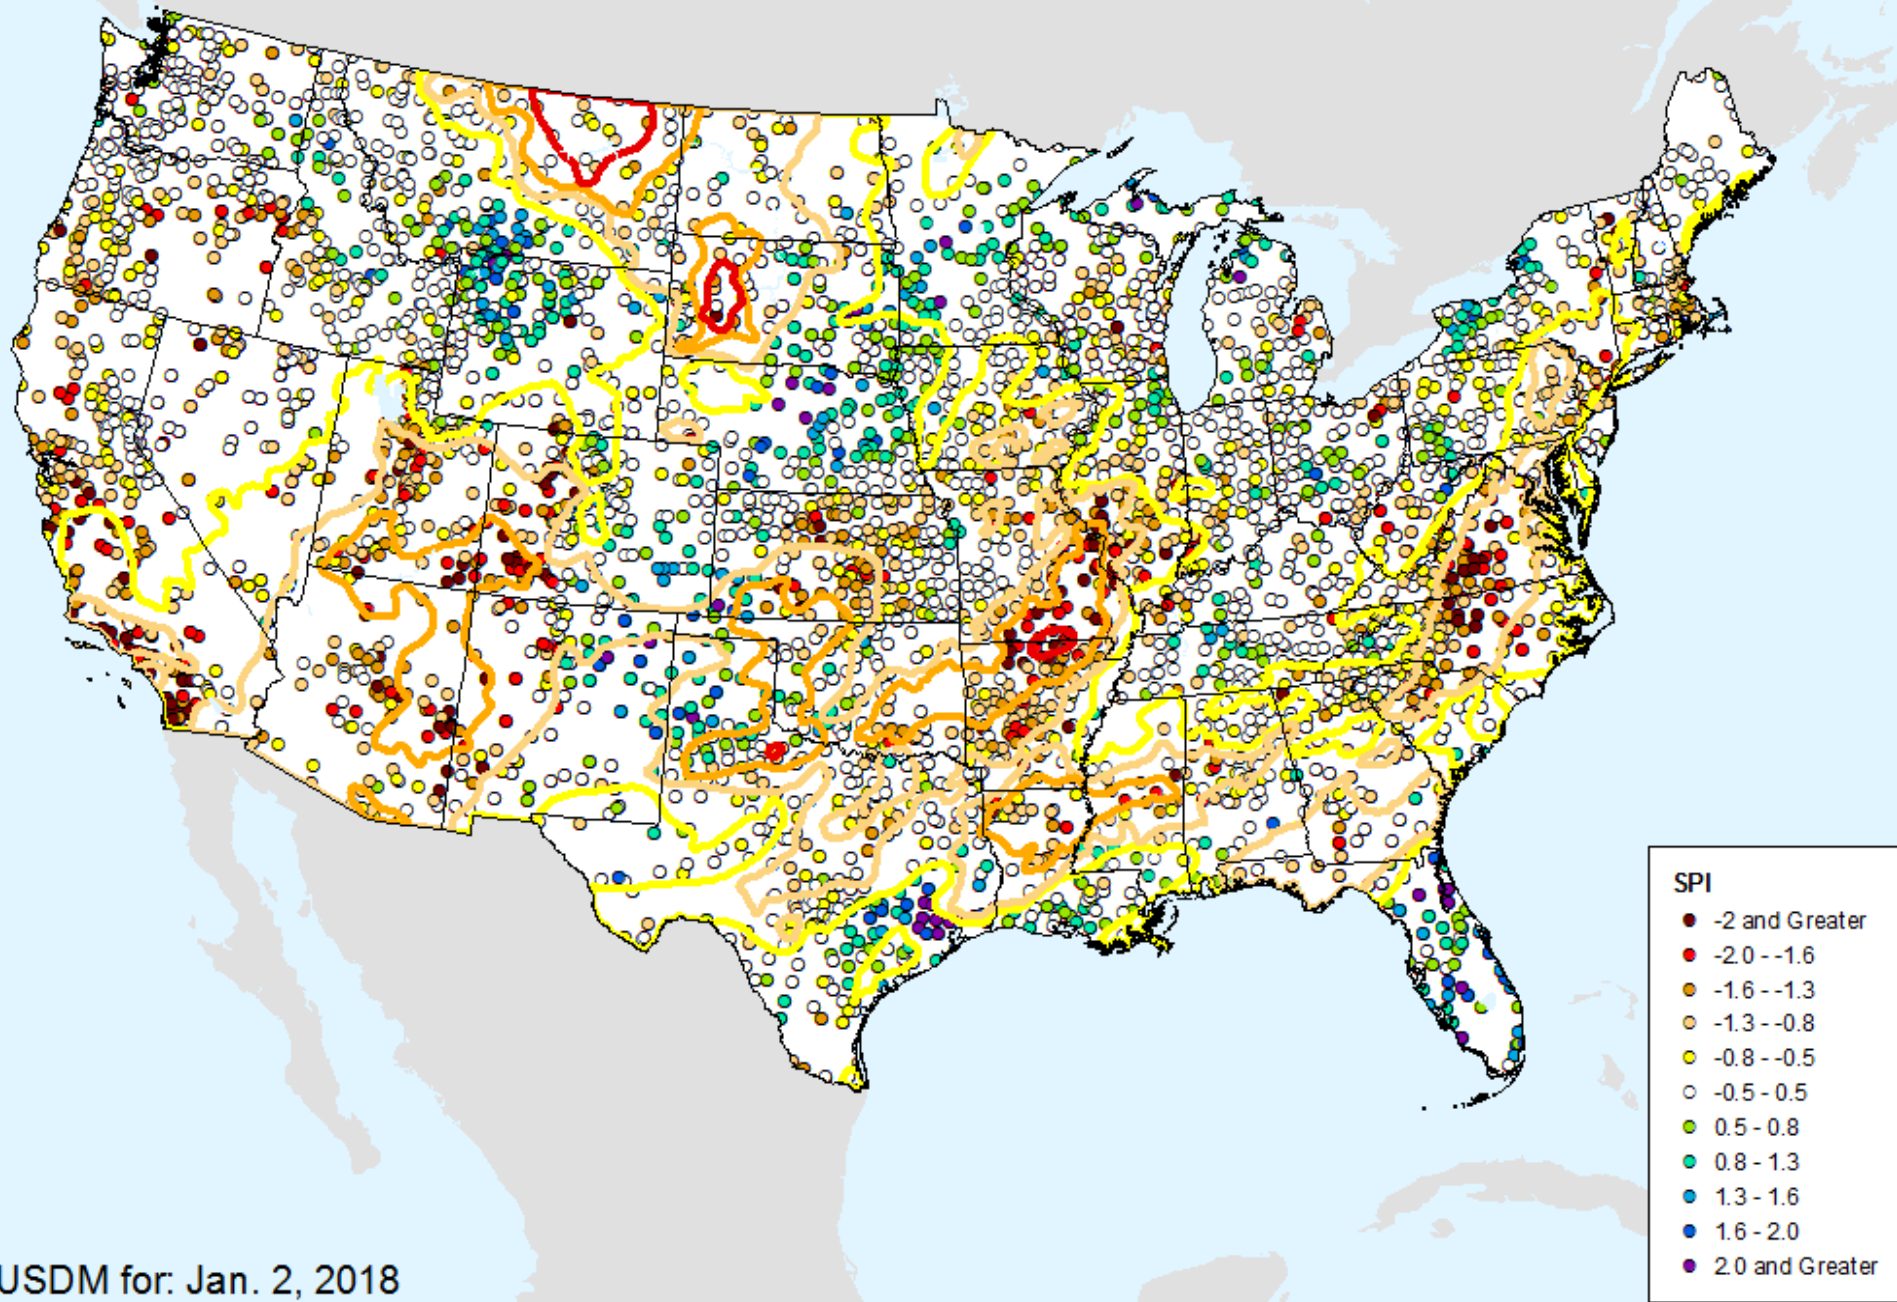 SPI
-2 and Greater
-2.0 - -1.6
-1.6 - -1.3
-1.3 - -0.8
-0.8 - -0.5
-0.5 - 0.5
0.5 - 0.8
0.8 - 1.3
1.3 - 1.6
1.6 - 2.0
2.0 and Greater
USDM for: Jan. 2, 2018